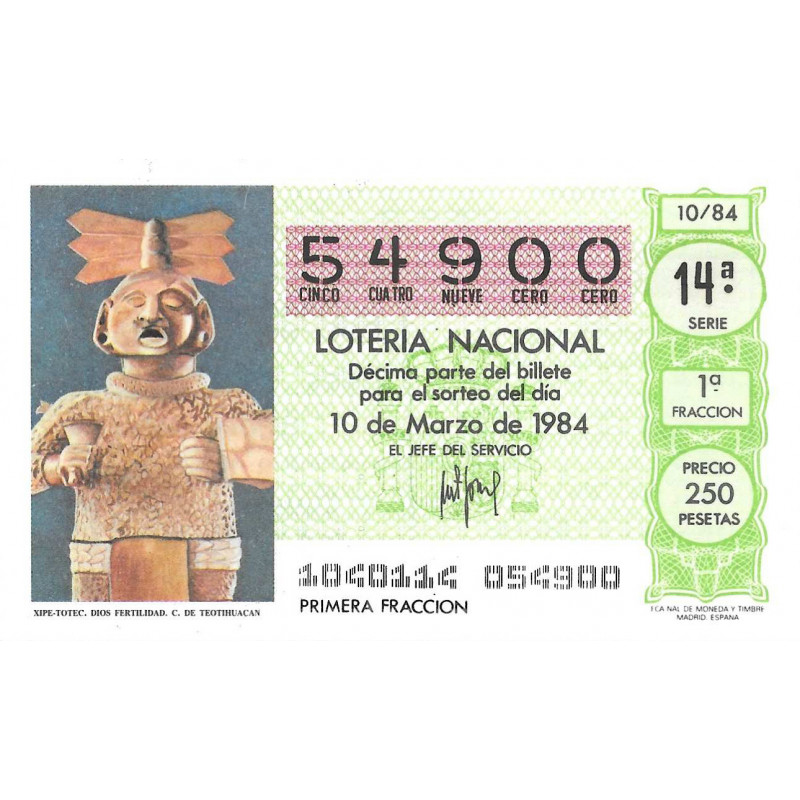 54900
CINCO CUATRO NUEVE CERO CERO
LOTERIA NACIONAL
Décima parte del billete
para el sorteo del día
10 de Marzo de 1984
EL JEFE DEL SERVICIO
1040114 054900
PRIMERA FRACCION
10/84
14ª
SERIE
1ª
FRACCION
PRECIO
250
PESETAS
XIPE-TOTEC. DIOS FERTILIDAD. C. DE TEOTIHUACAN
NAL DE MONEDA Y TIMBRE
MADRID. ESPAÑA